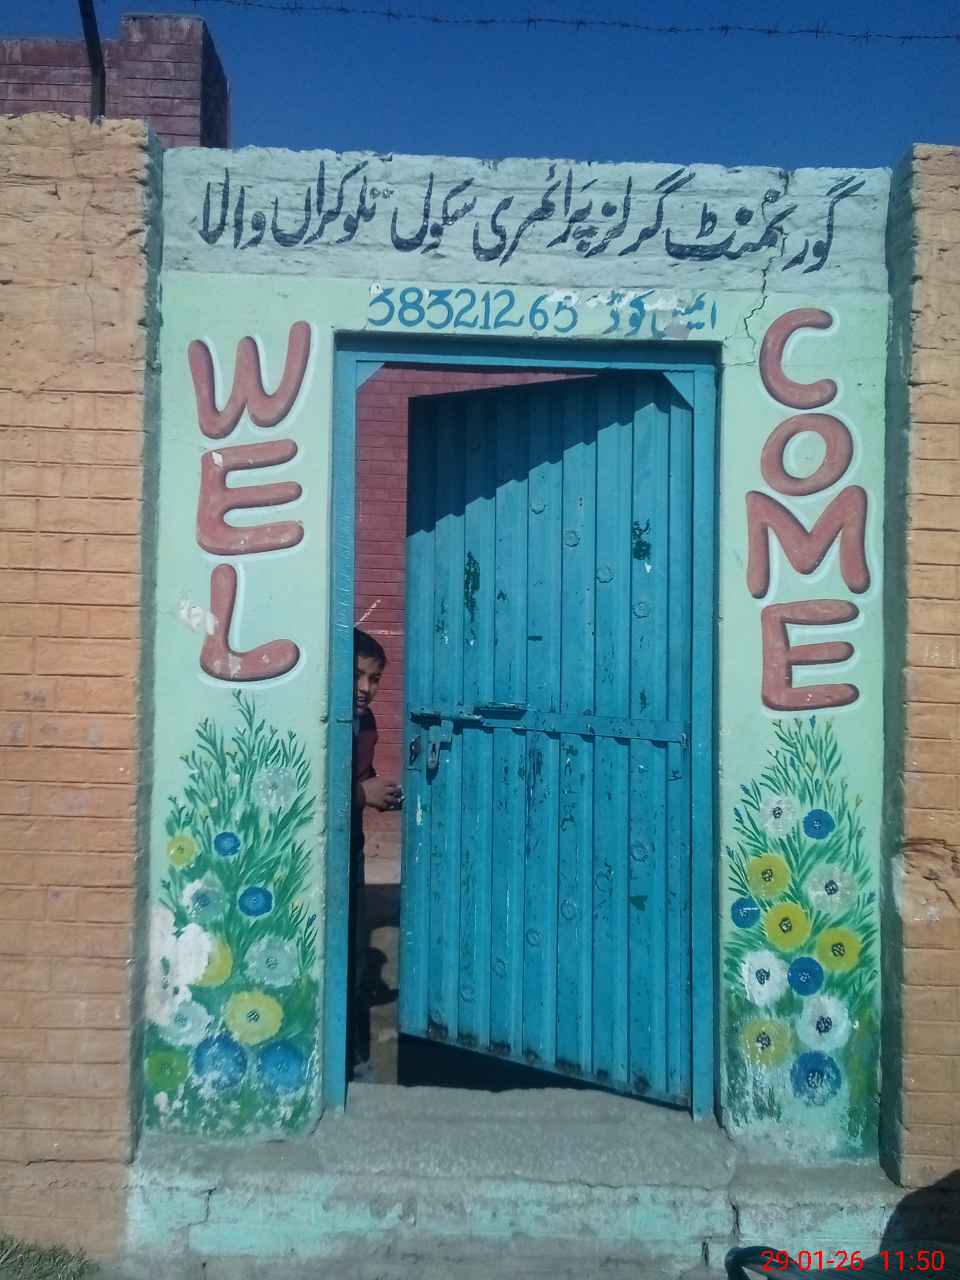 گورنمنٹ گرلز پرائمری سکول تلوکراں والا
ایمس کوڈ 38321265
WEL
COME
29-01-26 11:50